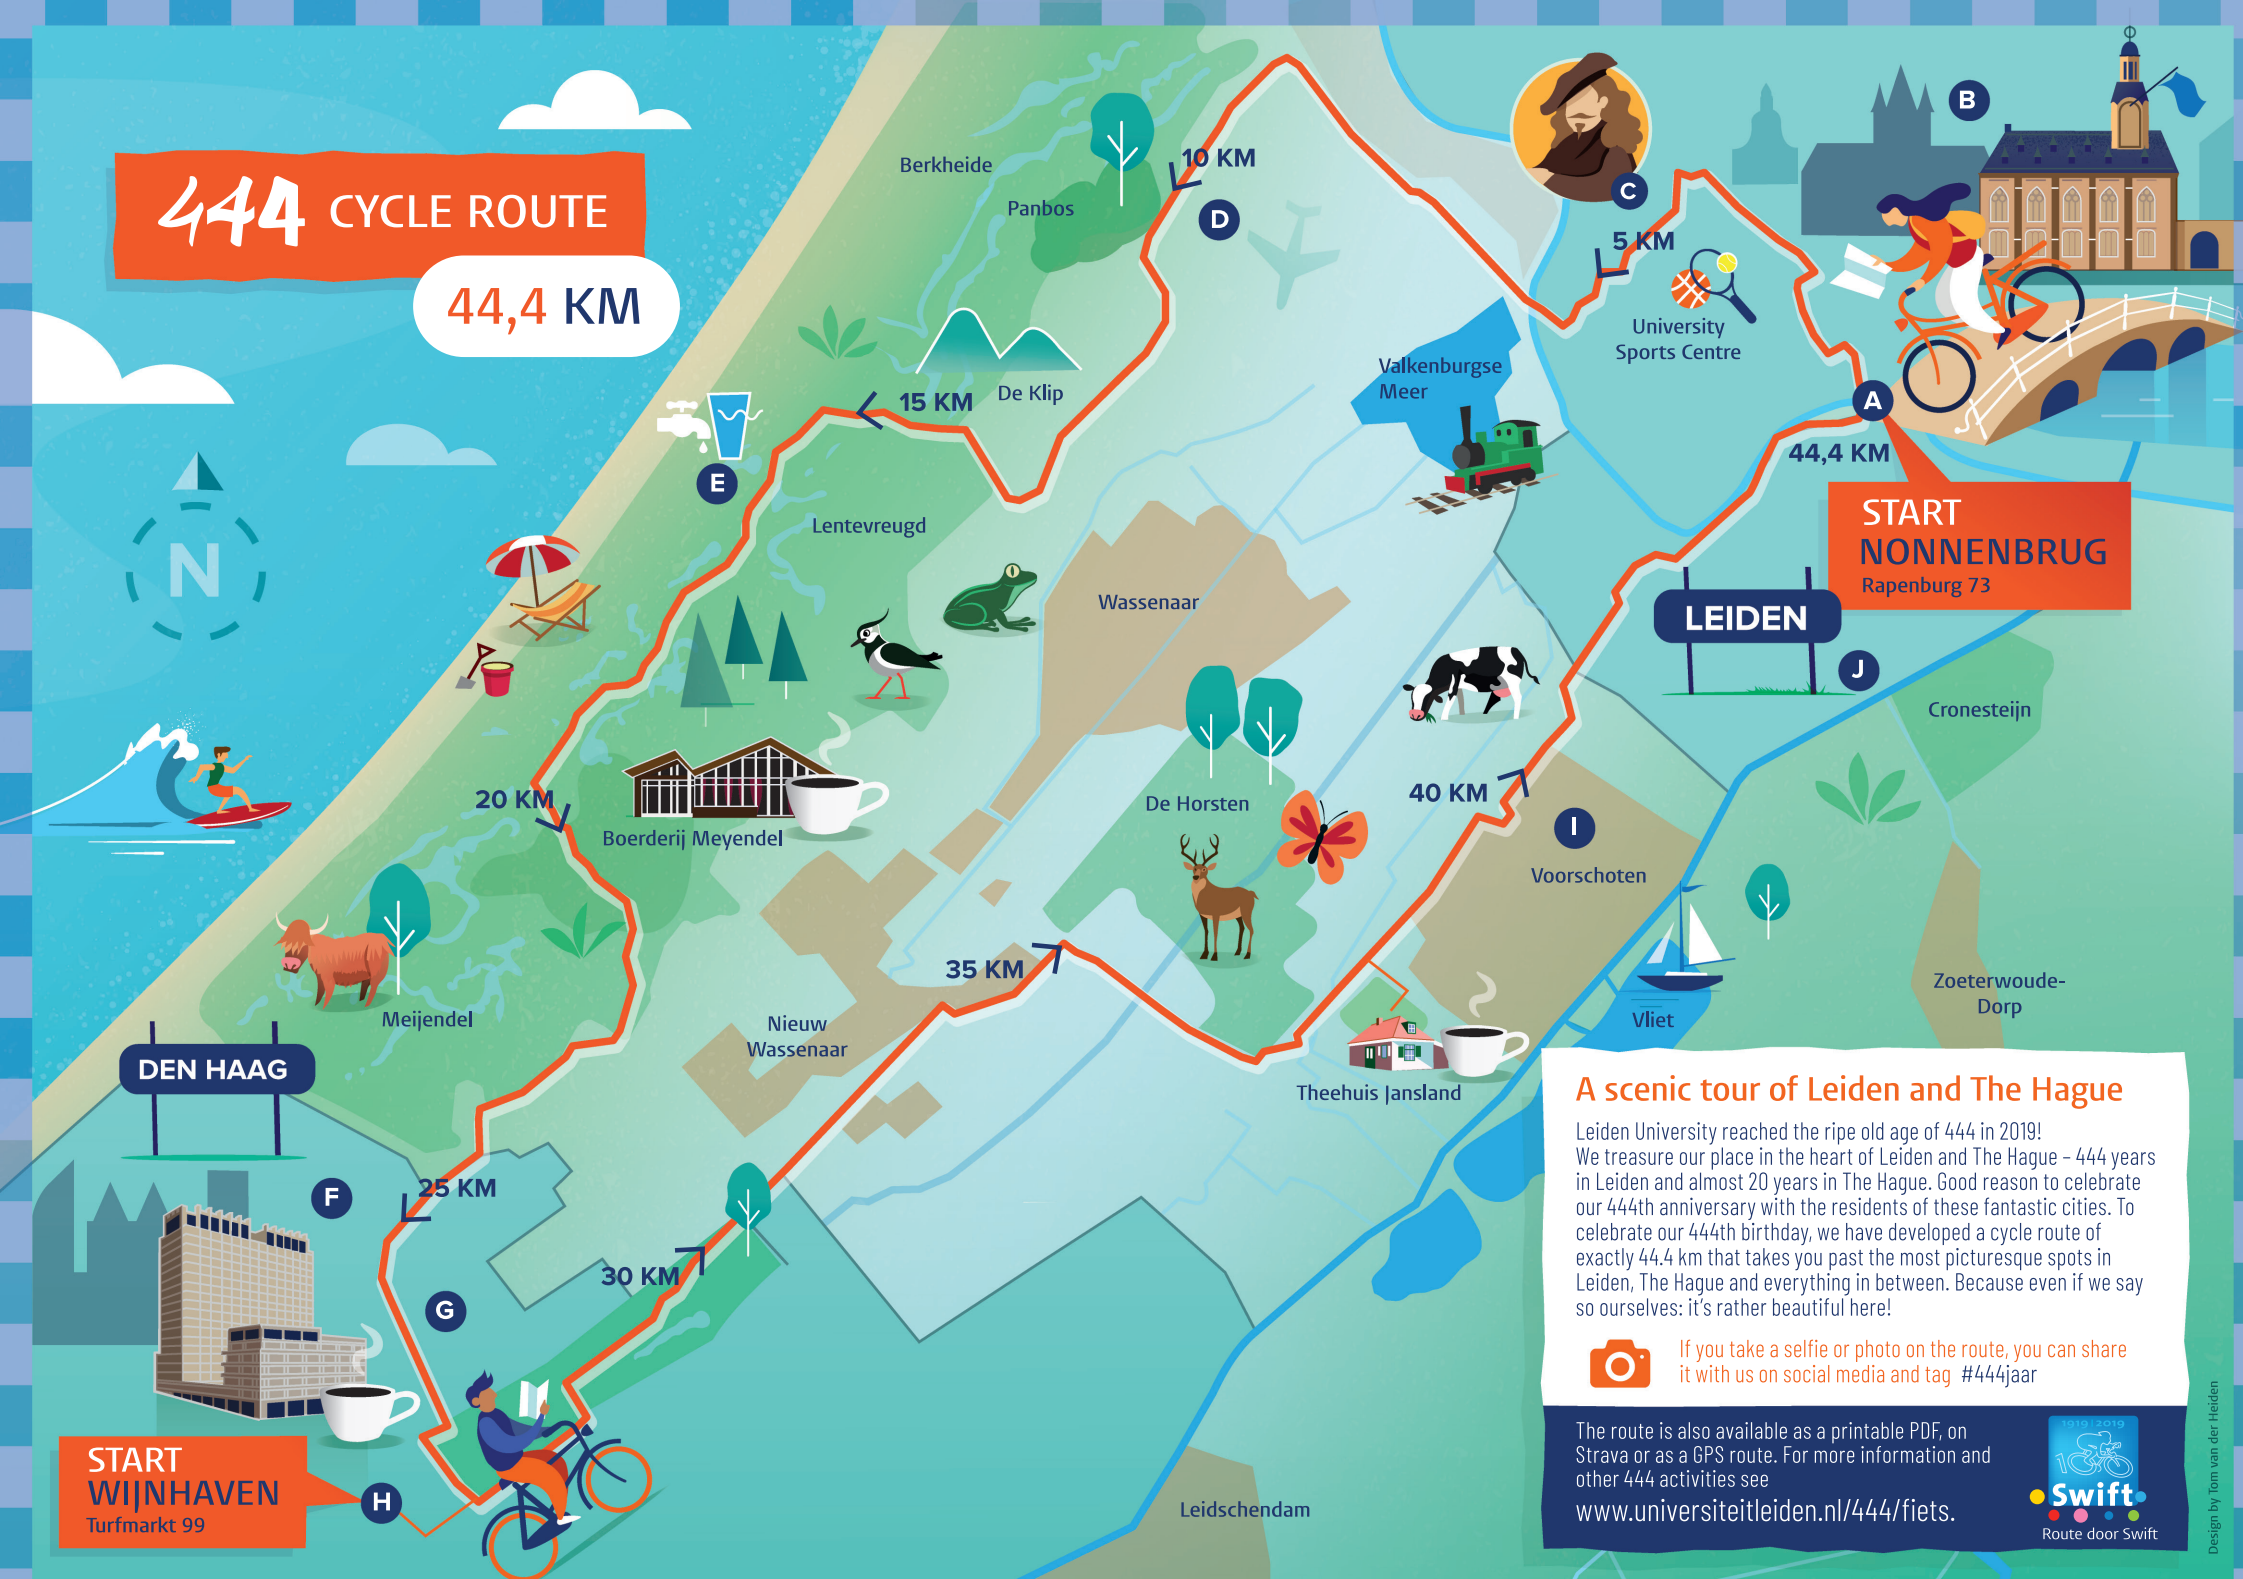 444 CYCLE ROUTE
44,4 KM
N
Berkheide
Panbos
10 KM
D
C
5 KM
B
University
Sports Centre
Valkenburgse
Meer
De Klip
15 KM
E
A
44,4 KM
START
NONNENBRUG
Rapenburg 73
LEIDEN
J
Lentevreugd
Wassenaar
Cronesteijn
20 KM
Boerderij Meyendel
De Horsten
40 KM
I
Voorschoten
35 KM
Meijendel
Nieuw
Wassenaar
Vliet
Zoeterwoude-
Dorp
Theehuis Jansland
DEN HAAG
F
25 KM
G
30 KM
START
WIJNHAVEN
Turfmarkt 99
H
Leidschendam
A scenic tour of Leiden and The Hague
Leiden University reached the ripe old age of 444 in 2019!
We treasure our place in the heart of Leiden and The Hague – 444 years
in Leiden and almost 20 years in The Hague. Good reason to celebrate
our 444th anniversary with the residents of these fantastic cities. To
celebrate our 444th birthday, we have developed a cycle route of
exactly 44.4 km that takes you past the most picturesque spots in
Leiden, The Hague and everything in between. Because even if we say
so ourselves: it's rather beautiful here!
If you take a selfie or photo on the route, you can share
it with us on social media and tag #444jaar
The route is also available as a printable PDF, on
Strava or as a GPS route. For more information and
other 444 activities see
www.universiteitleiden.nl/444/fiets.
1919 | 2019
100
Swift
Route door Swift
Design by Tom van der Heiden